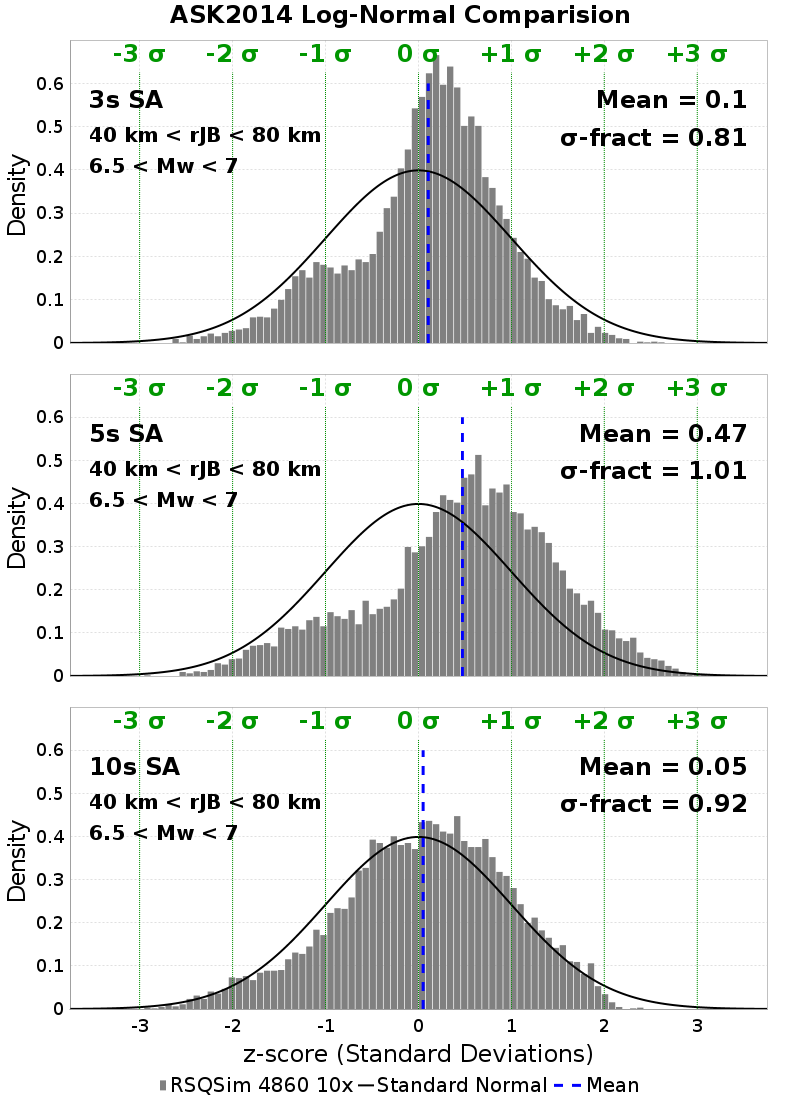 ASK2014 Log-Normal Comparision
-3 σ -2 σ -1 σ 0 σ +1 σ +2 σ +3 σ
3s SA
Mean = 0.1
40 km < rJB < 80 km
σ-fract = 0.81
6.5 < Mw < 7
Density
0.6
0.5
0.4
0.3
0.2
0.1
0
-3 σ -2 σ -1 σ 0 σ +1 σ +2 σ +3 σ
5s SA
Mean = 0.47
40 km < rJB < 80 km
σ-fract = 1.01
6.5 < Mw < 7
Density
0.6
0.5
0.4
0.3
0.2
0.1
0
-3 σ -2 σ -1 σ 0 σ +1 σ +2 σ +3 σ
10s SA
Mean = 0.05
40 km < rJB < 80 km
σ-fract = 0.92
6.5 < Mw < 7
Density
0.6
0.5
0.4
0.3
0.2
0.1
0
-3 -2 -1 0 1 2 3
z-score (Standard Deviations)
RSQSim 4860 10x Standard Normal Mean